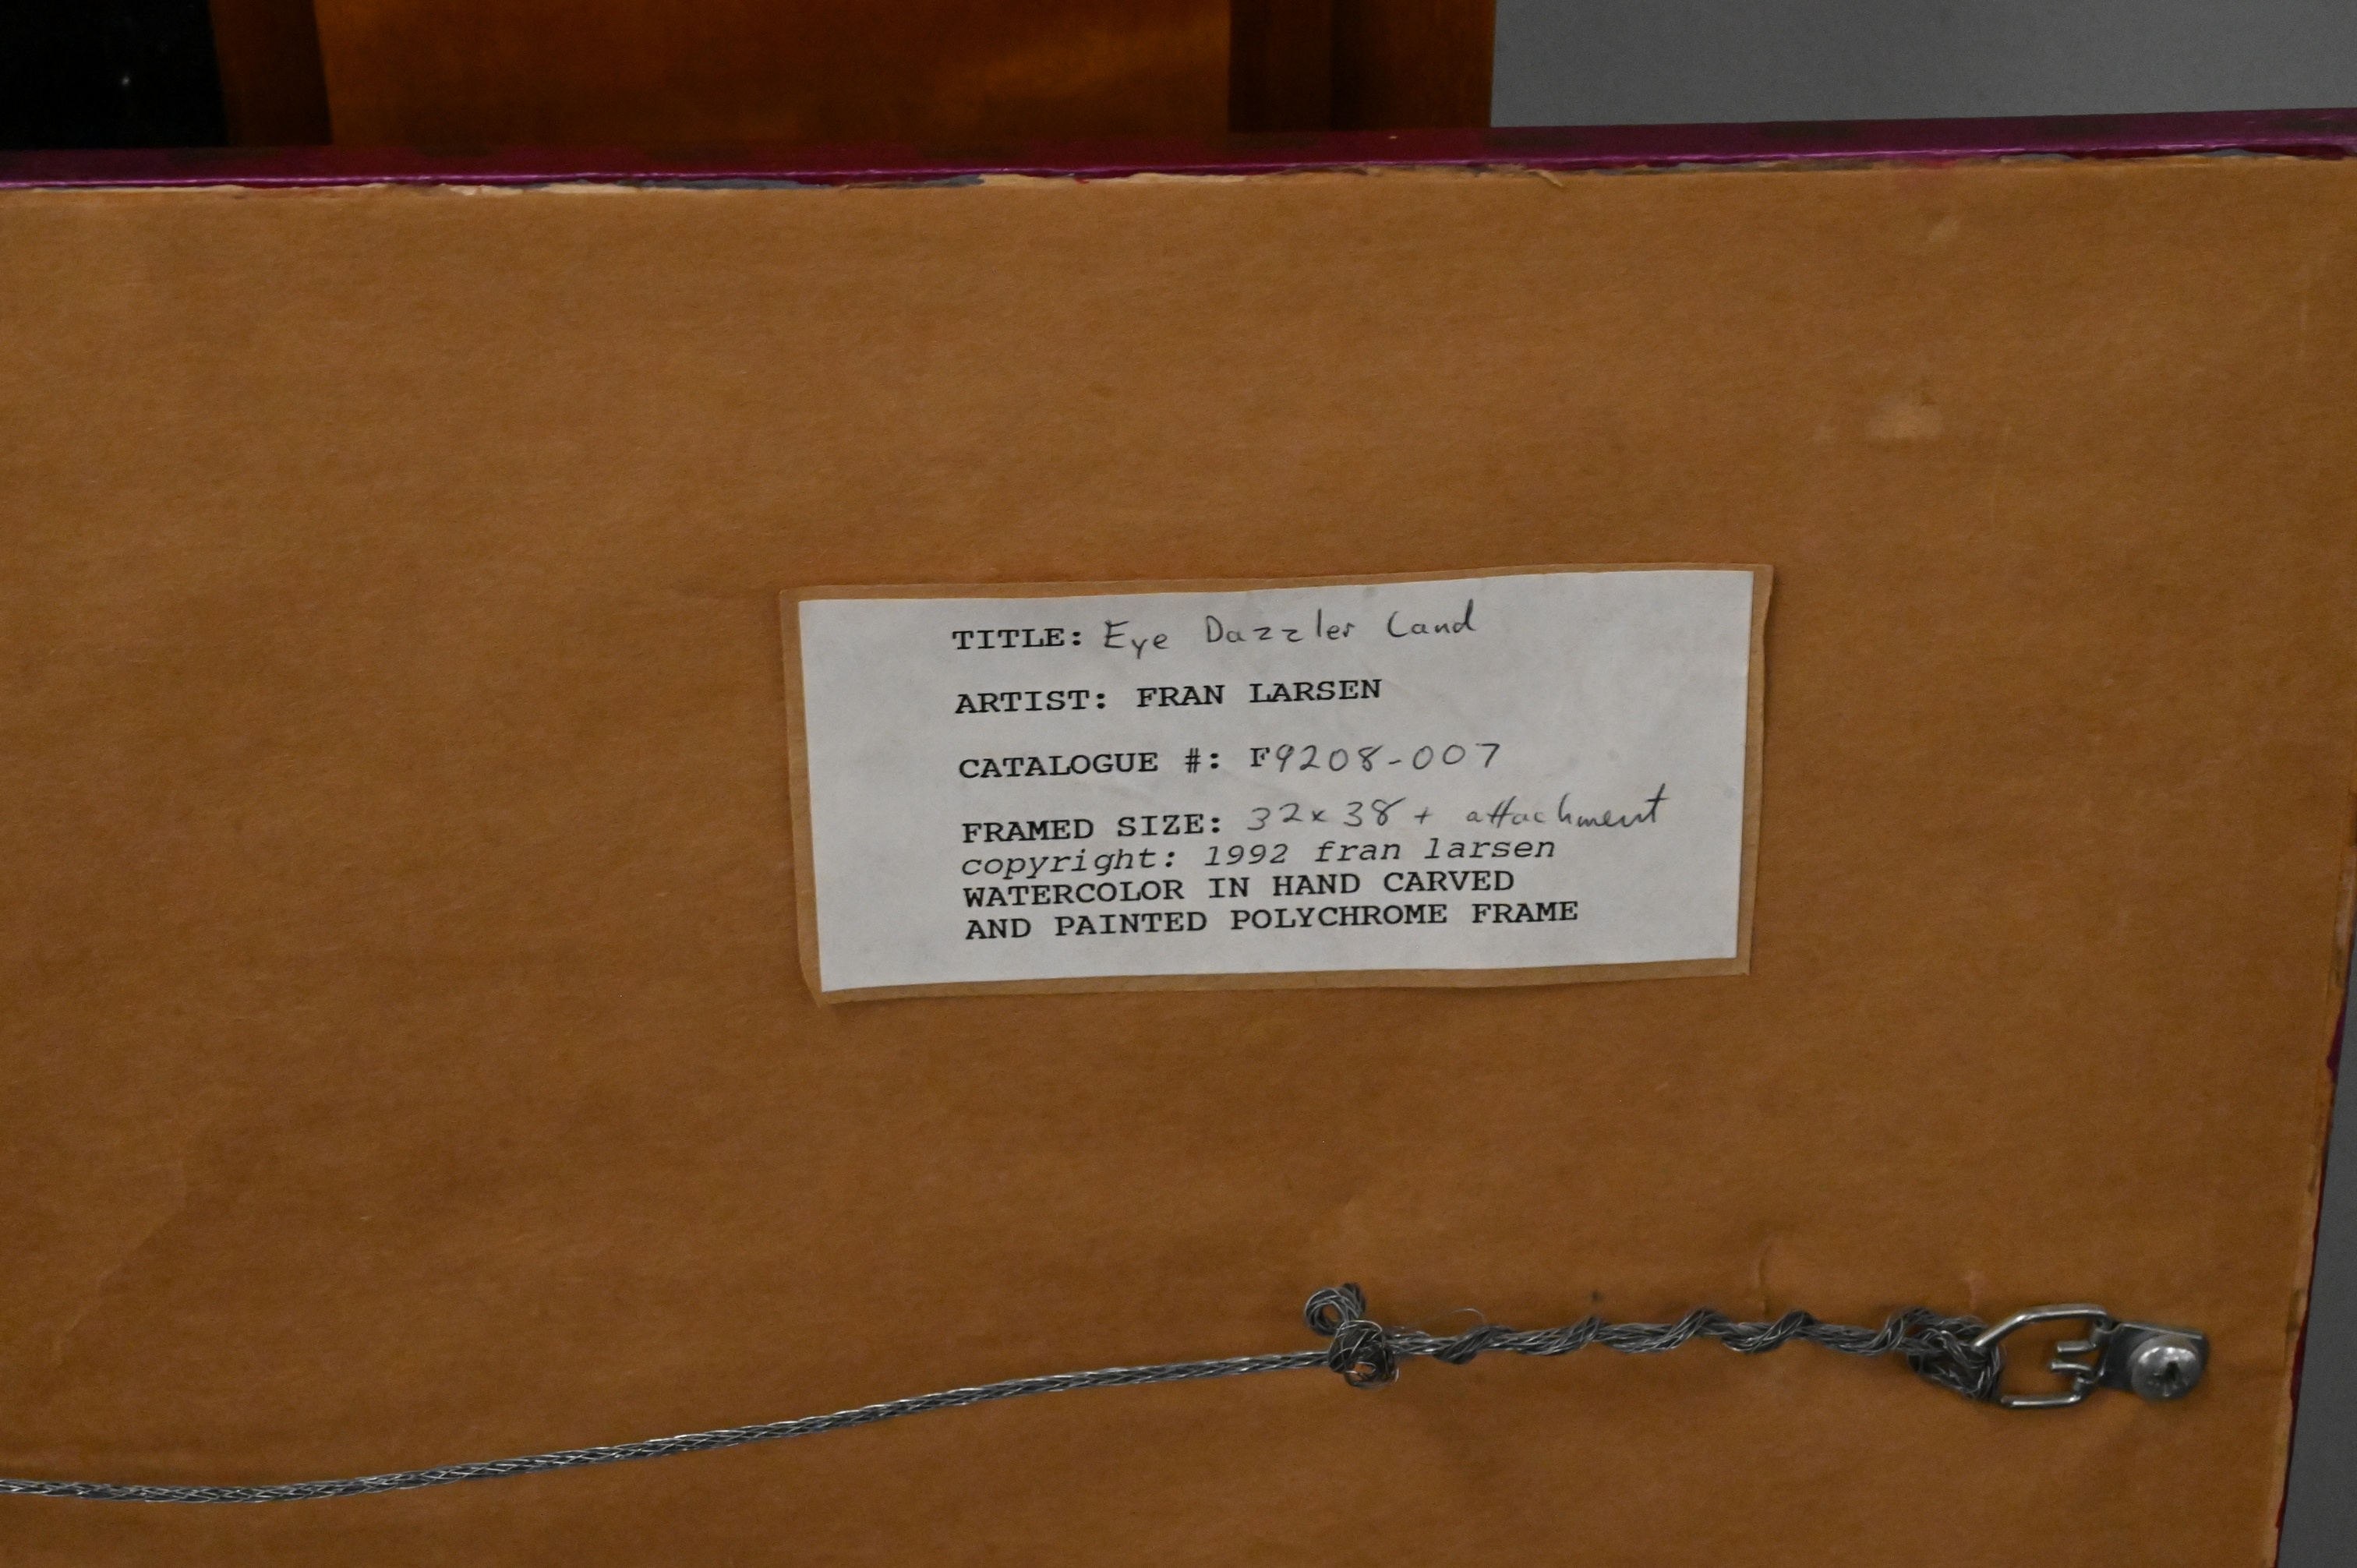 TITLE: Eye Dazzler Land
ARTIST: FRAN LARSEN
CATALOGUE #: F9208-007
FRAMED SIZE: 32x38 + attachment
copyright: 1992 fran larsen
WATERCOLOR IN HAND CARVED
AND PAINTED POLYCHROME FRAME